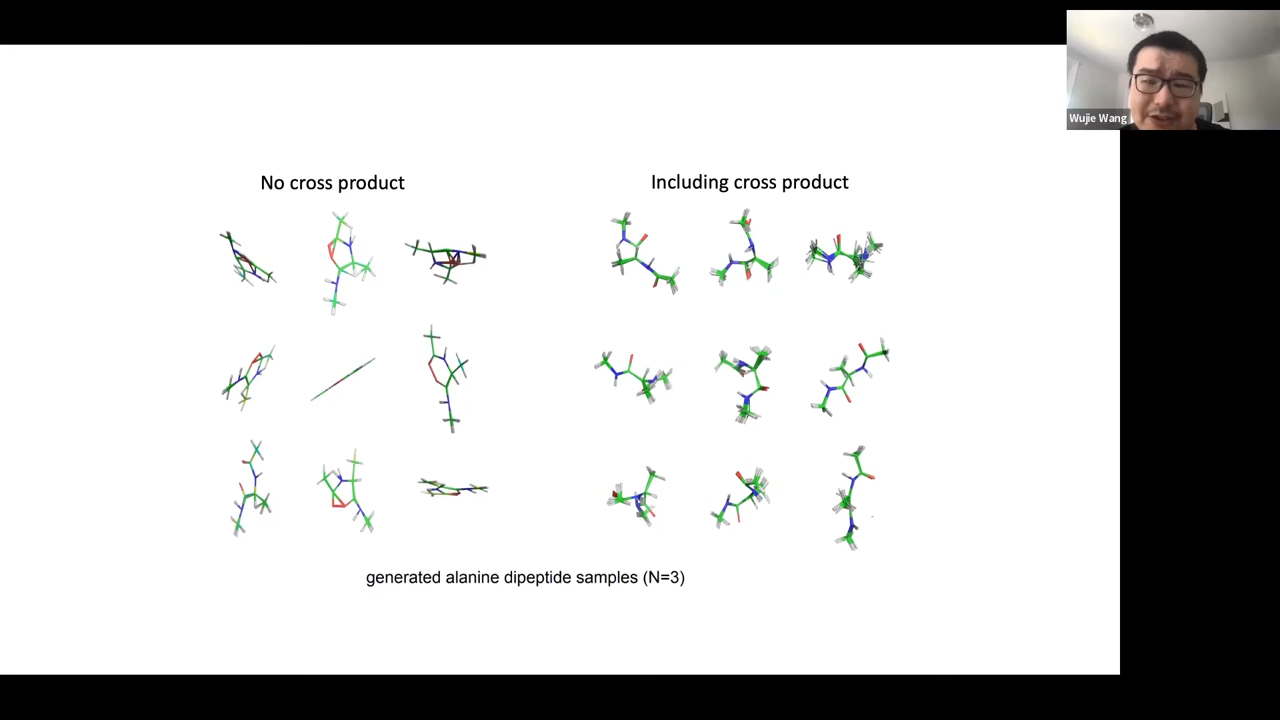 Wujie Wang
No cross product
Including cross product
generated alanine dipeptide samples (N=3)